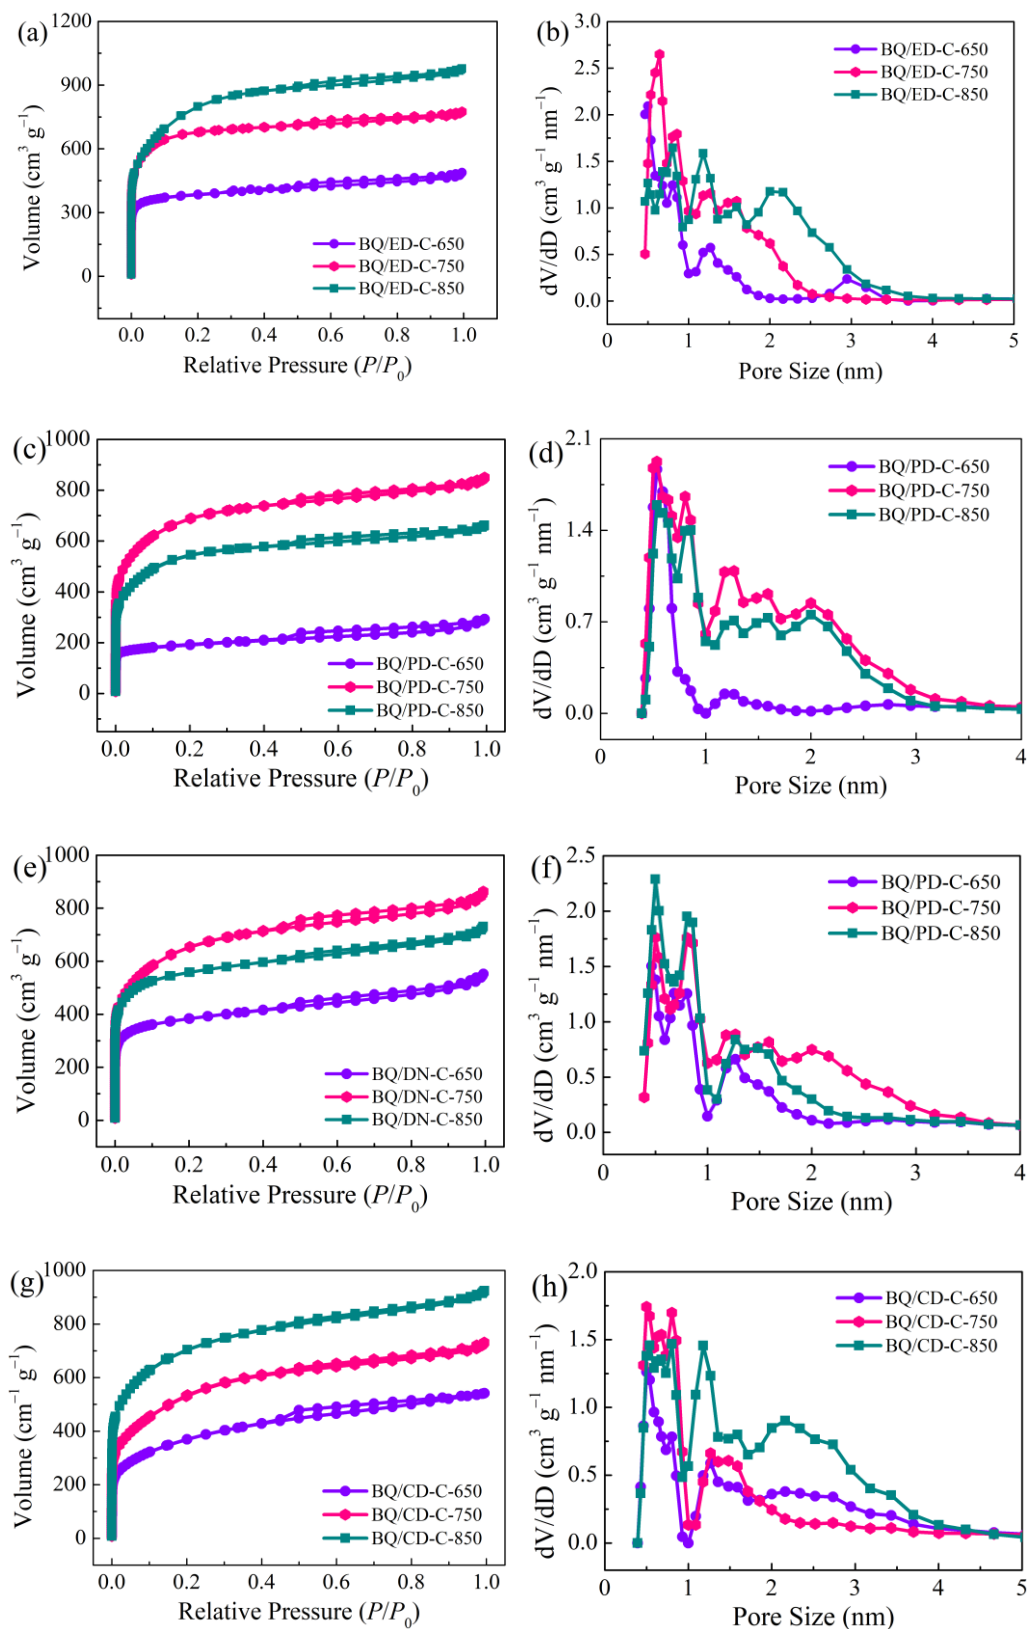 (a)
1200
900
600
300
0
Volume (cm³ g⁻¹)
BQ/ED-C-650
BQ/ED-C-750
BQ/ED-C-850
0.0 0.2 0.4 0.6 0.8 1.0
Relative Pressure (P/P₀)
(b)
3.0
2.5
2.0
1.5
1.0
0.5
0.0
dV/dD (cm³ g⁻¹ nm⁻¹)
BQ/ED-C-650
BQ/ED-C-750
BQ/ED-C-850
0 1 2 3 4 5
Pore Size (nm)
(c)
1000
800
600
400
200
0
Volume (cm³ g⁻¹)
BQ/PD-C-650
BQ/PD-C-750
BQ/PD-C-850
0.0 0.2 0.4 0.6 0.8 1.0
Relative Pressure (P/P₀)
(d)
2.1
1.4
0.7
0.0
dV/dD (cm³ g⁻¹ nm⁻¹)
BQ/PD-C-650
BQ/PD-C-750
BQ/PD-C-850
0 1 2 3 4
Pore Size (nm)
(e)
1000
800
600
400
200
0
Volume (cm³ g⁻¹)
BQ/DN-C-650
BQ/DN-C-750
BQ/DN-C-850
0.0 0.2 0.4 0.6 0.8 1.0
Relative Pressure (P/P₀)
(f)
2.5
2.0
1.5
1.0
0.5
0.0
dV/dD (cm³ g⁻¹ nm⁻¹)
BQ/PD-C-650
BQ/PD-C-750
BQ/PD-C-850
0 1 2 3 4
Pore Size (nm)
(g)
1000
800
600
400
200
0
Volume (cm⁻¹ g⁻¹)
BQ/CD-C-650
BQ/CD-C-750
BQ/CD-C-850
0.0 0.2 0.4 0.6 0.8 1.0
Relative Pressure (P/P₀)
(h)
2.0
1.5
1.0
0.5
0.0
dV/dD (cm³ g⁻¹ nm⁻¹)
BQ/CD-C-650
BQ/CD-C-750
BQ/CD-C-850
0 1 2 3 4 5
Pore Size (nm)